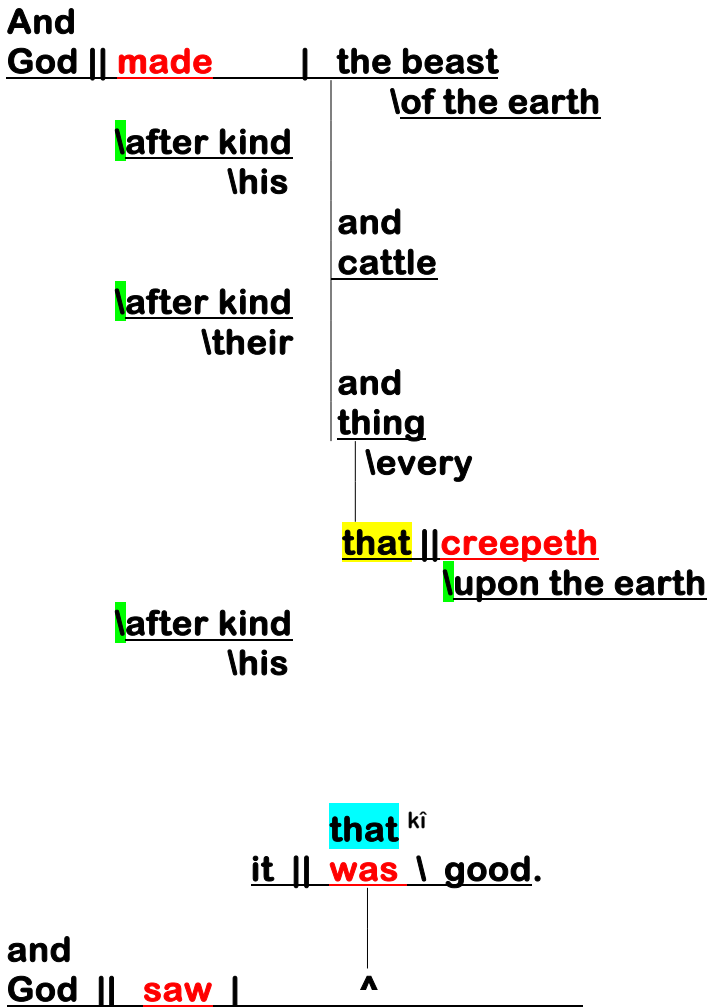 And
God || made | the beast
\of the earth
\after kind
\his
and
cattle
\after kind
\their
and
thing
\every
that ||creepeth
\upon the earth
\after kind
\his
that kî
it || was \ good.
and
God || saw | ^